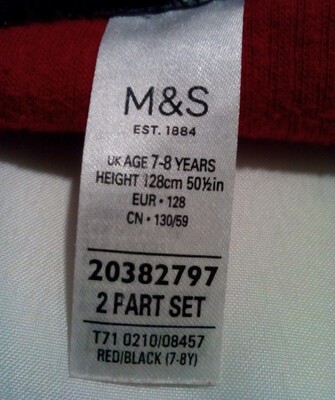 M&S
EST. 1884
UK AGE 7-8 YEARS
HEIGHT 128cm 50½in
EUR • 128
CN • 130/59
20382797
2 PART SET
T71 0210/08457
RED/BLACK (7-8Y)